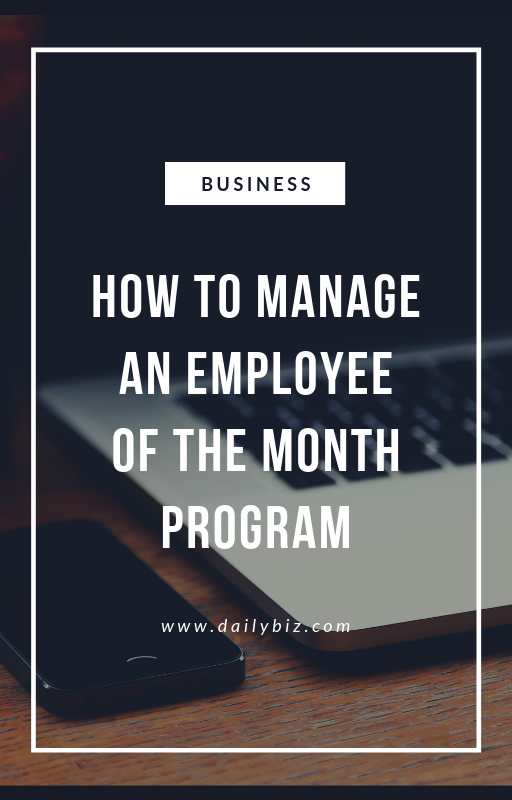 BUSINESS
HOW TO MANAGE
AN EMPLOYEE
OF THE MONTH
PROGRAM
www.dailybiz.com